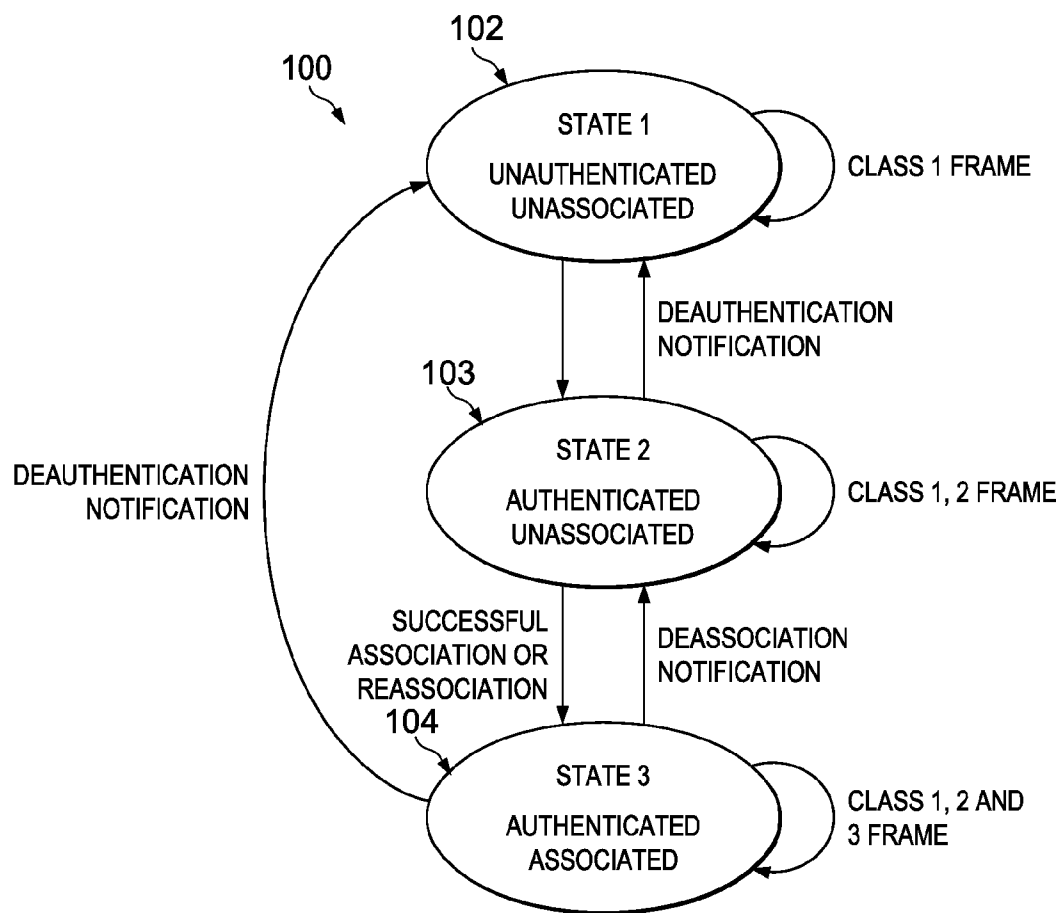 102
100
STATE 1
UNAUTHENTICATED
UNASSOCIATED
CLASS 1 FRAME
DEAUTHENTICATION
NOTIFICATION
103
STATE 2
AUTHENTICATED
UNASSOCIATED
CLASS 1, 2 FRAME
DEAUTHENTICATION
NOTIFICATION
SUCCESSFUL
ASSOCIATION OR
REASSOCIATION
DEASSOCIATION
NOTIFICATION
104
STATE 3
AUTHENTICATED
ASSOCIATED
CLASS 1, 2 AND
3 FRAME